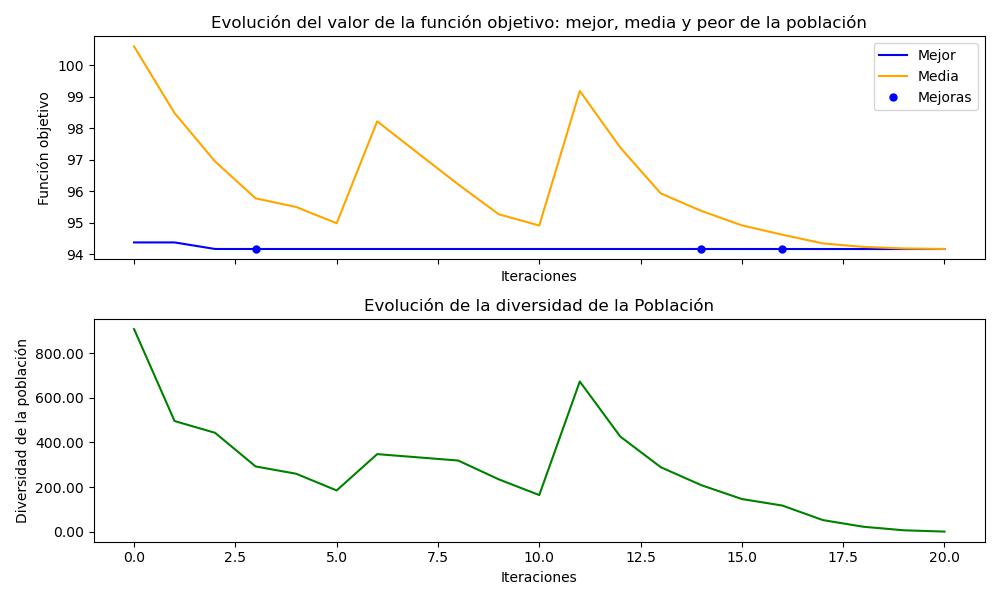 Evolución del valor de la función objetivo: mejor, media y peor de la población
Función objetivo
100
99
98
97
96
95
94
Mejor
Media
Mejoras
Iteraciones
Evolución de la diversidad de la Población
Diversidad de la población
800.00
600.00
400.00
200.00
0.00
0.0 2.5 5.0 7.5 10.0 12.5 15.0 17.5 20.0
Iteraciones